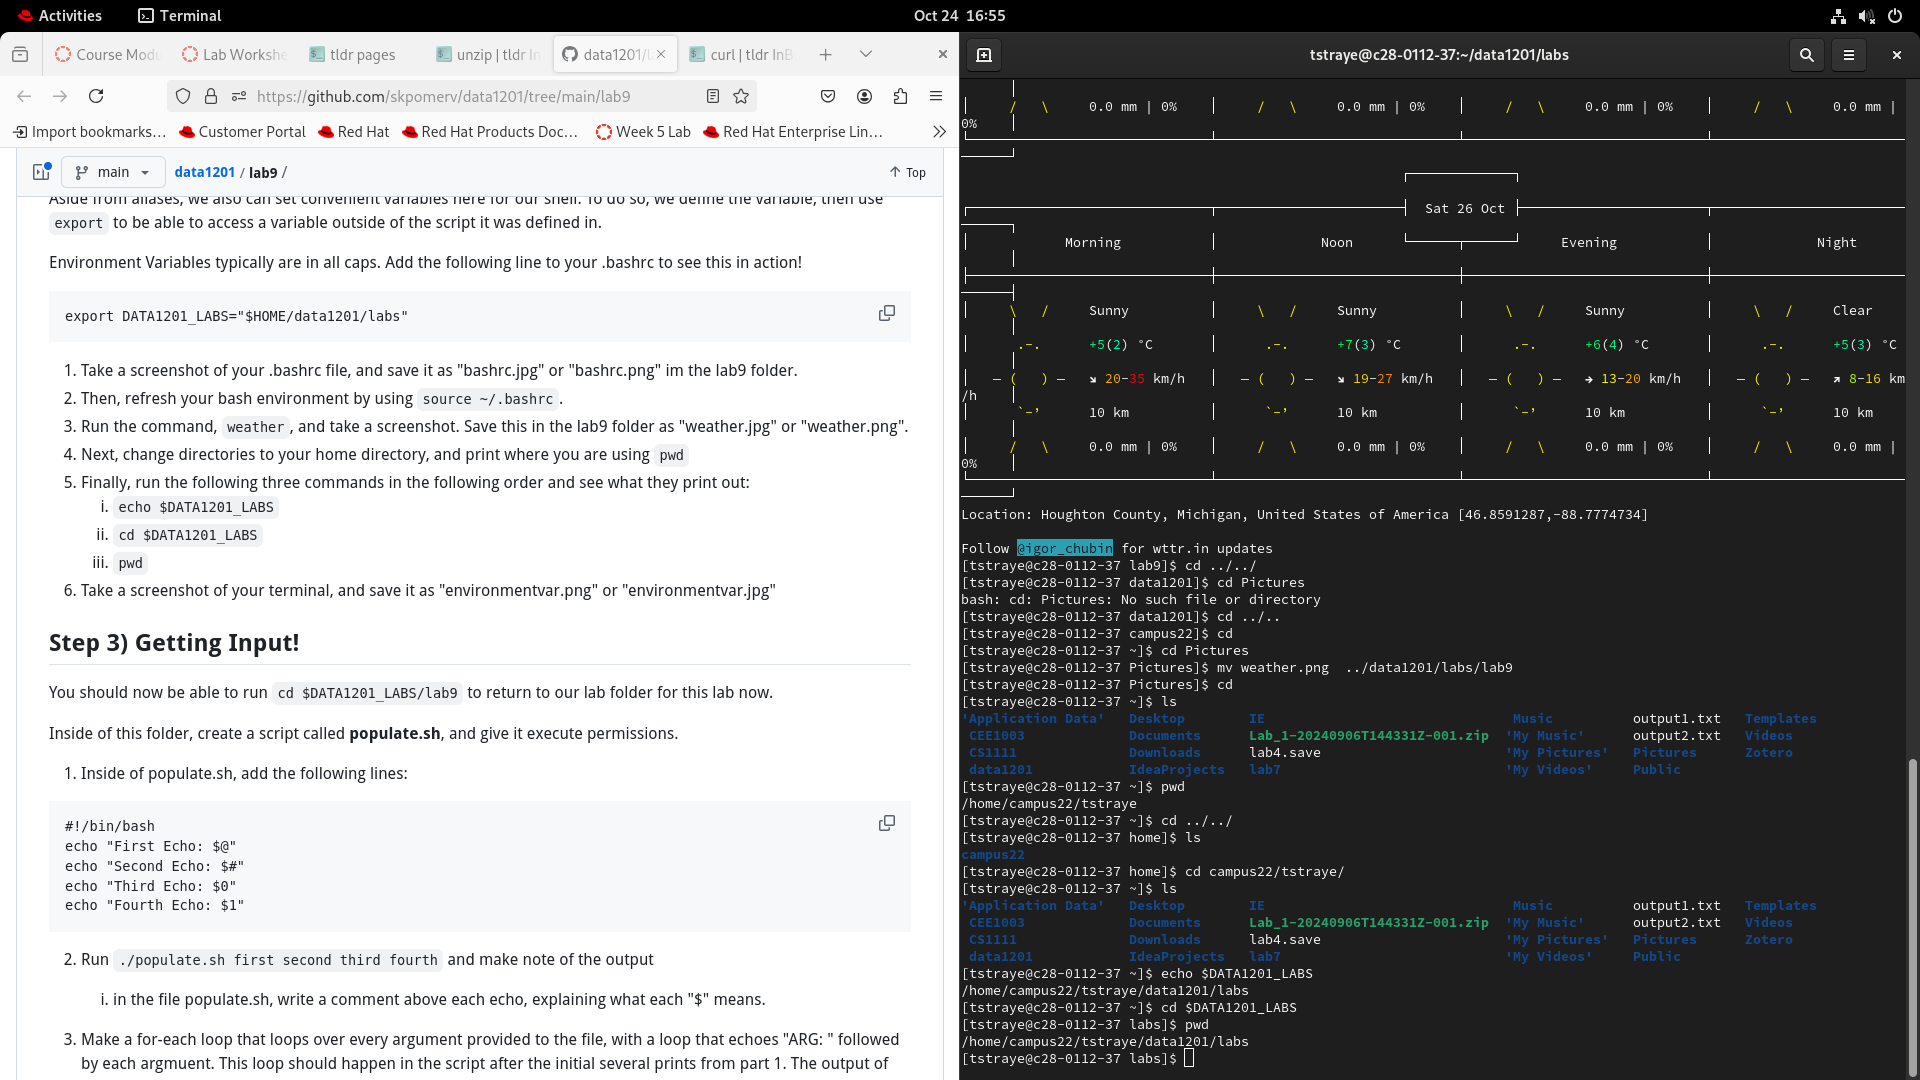 Activities
Terminal
Oct 24 16:55
Course Modu
Lab Workshe
tldr pages
unzip | tldr In
data1201/l
curl | tldr InB
https://github.com/skpomerv/data1201/tree/main/lab9
Import bookmarks…
Customer Portal
Red Hat
Red Hat Products Doc…
Week 5 Lab
Red Hat Enterprise Lin…
main
data1201 / lab9 /
Top
Aside from aliases, we also can set convenient variables here for our shell. To do so, we define the variable, then use
export to be able to access a variable outside of the script it was defined in.
Environment Variables typically are in all caps. Add the following line to your .bashrc to see this in action!
export DATA1201_LABS="$HOME/data1201/labs"
1. Take a screenshot of your .bashrc file, and save it as "bashrc.jpg" or "bashrc.png" im the lab9 folder.
2. Then, refresh your bash environment by using source ~/.bashrc.
3. Run the command, weather, and take a screenshot. Save this in the lab9 folder as "weather.jpg" or "weather.png".
4. Next, change directories to your home directory, and print where you are using pwd
5. Finally, run the following three commands in the following order and see what they print out:
i. echo $DATA1201_LABS
ii. cd $DATA1201_LABS
iii. pwd
6. Take a screenshot of your terminal, and save it as "environmentvar.png" or "environmentvar.jpg"
Step 3) Getting Input!
You should now be able to run cd $DATA1201_LABS/lab9 to return to our lab folder for this lab now.
Inside of this folder, create a script called populate.sh, and give it execute permissions.
1. Inside of populate.sh, add the following lines:
#!/bin/bash
echo "First Echo: $@"
echo "Second Echo: $#"
echo "Third Echo: $0"
echo "Fourth Echo: $1"
2. Run ./populate.sh first second third fourth and make note of the output
i. in the file populate.sh, write a comment above each echo, explaining what each "$" means.
3. Make a for-each loop that loops over every argument provided to the file, with a loop that echoes "ARG: " followed
by each argmuent. This loop should happen in the script after the initial several prints from part 1. The output of
tstraye@c28-0112-37:~/data1201/labs
0.0 mm | 0% 0.0 mm | 0% 0.0 mm | 0% 0.0 mm |
0%
Sat 26 Oct
Morning Noon Evening Night
Sunny Sunny Sunny Clear
+5(2) °C +7(3) °C +6(4) °C +5(3) °C
↘ 20-35 km/h ↘ 19-27 km/h → 13-20 km/h ↗ 8-16 km
/h
10 km 10 km 10 km 10 km
0.0 mm | 0% 0.0 mm | 0% 0.0 mm | 0% 0.0 mm |
0%
Location: Houghton County, Michigan, United States of America [46.8591287,-88.7774734]
Follow @igor_chubin for wttr.in updates
[tstraye@c28-0112-37 lab9]$ cd ../../
[tstraye@c28-0112-37 data1201]$ cd Pictures
bash: cd: Pictures: No such file or directory
[tstraye@c28-0112-37 data1201]$ cd ../..
[tstraye@c28-0112-37 campus22]$ cd
[tstraye@c28-0112-37 ~]$ cd Pictures
[tstraye@c28-0112-37 Pictures]$ mv weather.png  ../data1201/labs/lab9
[tstraye@c28-0112-37 Pictures]$ cd
[tstraye@c28-0112-37 ~]$ ls
'Application Data' Desktop IE Music output1.txt Templates
CEE1003 Documents Lab_1-20240906T144331Z-001.zip 'My Music' output2.txt Videos
CS1111 Downloads lab4.save 'My Pictures' Pictures Zotero
data1201 IdeaProjects lab7 'My Videos' Public
[tstraye@c28-0112-37 ~]$ pwd
/home/campus22/tstraye
[tstraye@c28-0112-37 ~]$ cd ../../
[tstraye@c28-0112-37 home]$ ls
campus22
[tstraye@c28-0112-37 home]$ cd campus22/tstraye/
[tstraye@c28-0112-37 ~]$ ls
'Application Data' Desktop IE Music output1.txt Templates
CEE1003 Documents Lab_1-20240906T144331Z-001.zip 'My Music' output2.txt Videos
CS1111 Downloads lab4.save 'My Pictures' Pictures Zotero
data1201 IdeaProjects lab7 'My Videos' Public
[tstraye@c28-0112-37 ~]$ echo $DATA1201_LABS
/home/campus22/tstraye/data1201/labs
[tstraye@c28-0112-37 ~]$ cd $DATA1201_LABS
[tstraye@c28-0112-37 labs]$ pwd
/home/campus22/tstraye/data1201/labs
[tstraye@c28-0112-37 labs]$